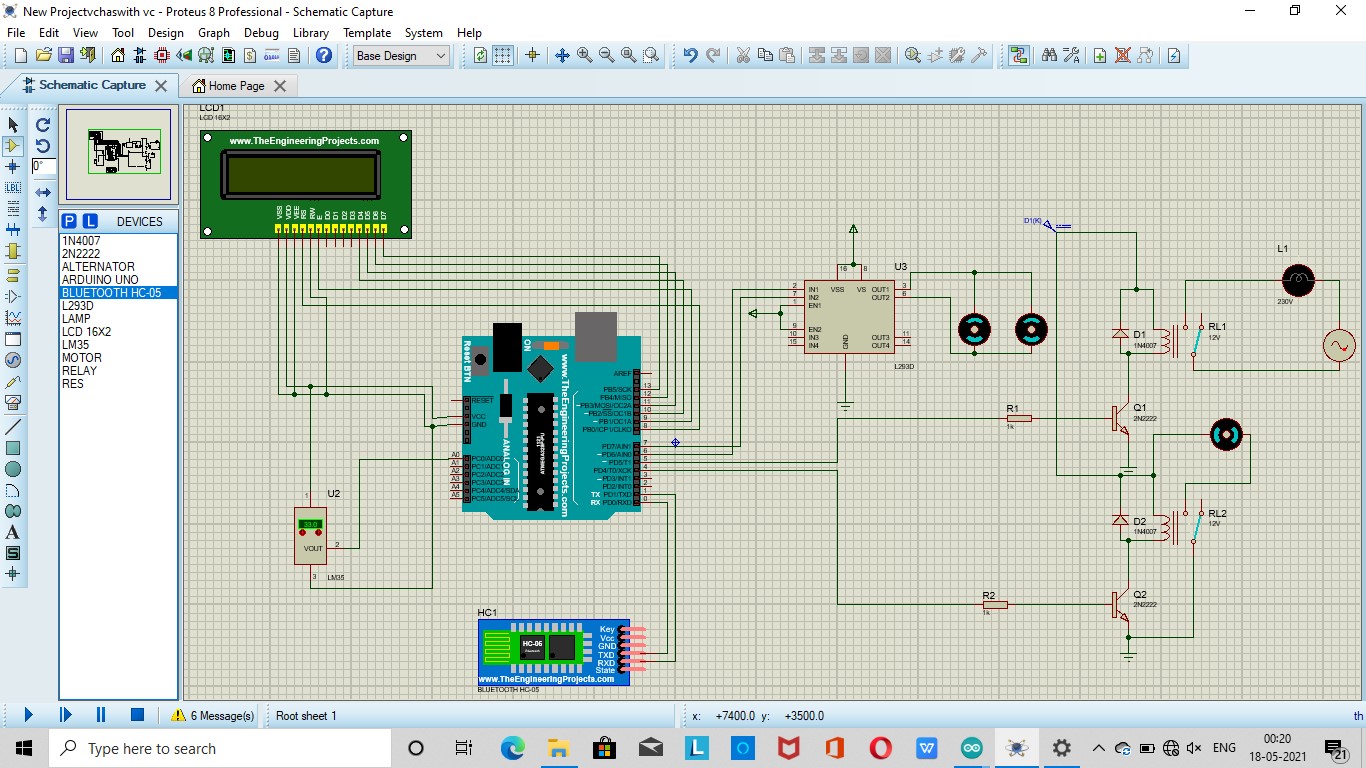 New Projectvchaswith vc - Proteus 8 Professional - Schematic Capture
File Edit View Tool Design Graph Debug Library Template System Help
Base Design
Schematic Capture
Home Page
0°
LBL
P L DEVICES
1N4007
2N2222
ALTERNATOR
ARDUINO UNO
BLUETOOTH HC-05
L293D
LAMP
LCD 16X2
LM35
MOTOR
RELAY
RES
A
S
LCD1
LCD 16X2
www.TheEngineeringProjects.com
VSS VDD VEE RS RW E D0 D1 D2 D3 D4 D5 D6 D7
Reset BTN
ON
www.TheEngineeringProjects.com
ANALOG IN
ATMEGA328P
RESET
VCC
GND
A0 PC0/ADC0
A1 PC1/ADC1
A2 PC2/ADC2
A3 PC3/ADC3
A4 PC4/ADC4/SDA
A5 PC5/ADC5/SCL
AREF
PB5/SCK 13
PB4/MISO 12
~PB3/MOSI/OC2A 11
~PB2/SS/OC1B 10
~PB1/OC1A 9
PB0/ICP1/CLKO 8
PD7/AIN1 7
~PD6/AIN0 6
~PD5/T1 5
PD4/T0/XCK 4
~PD3/INT1 3
PD2/INT0 2
TX PD1/TXD 1
RX PD0/RXD 0
U2
1
33.0
VOUT 2
3
LM35
HC1
HC-06
Bluetooth
Key
Vcc
GND
TXD
RXD
State
www.TheEngineeringProjects.com
BLUETOOTH HC-05
U3
16 8
2 IN1 VSS VS OUT1 3
7 IN2 OUT2 6
1 EN1
9 EN2
10 IN3 OUT3 11
15 IN4 GND OUT4 14
L293D
D1(K)
L1
230V
D1
1N4007
RL1
12V
R1
1k
Q1
2N2222
D2
1N4007
RL2
12V
R2
1k
Q2
2N2222
6 Message(s) Root sheet 1 x: +7400.0 y: +3500.0 th
Type here to search
L
W
ENG
00:20
18-05-2021
21